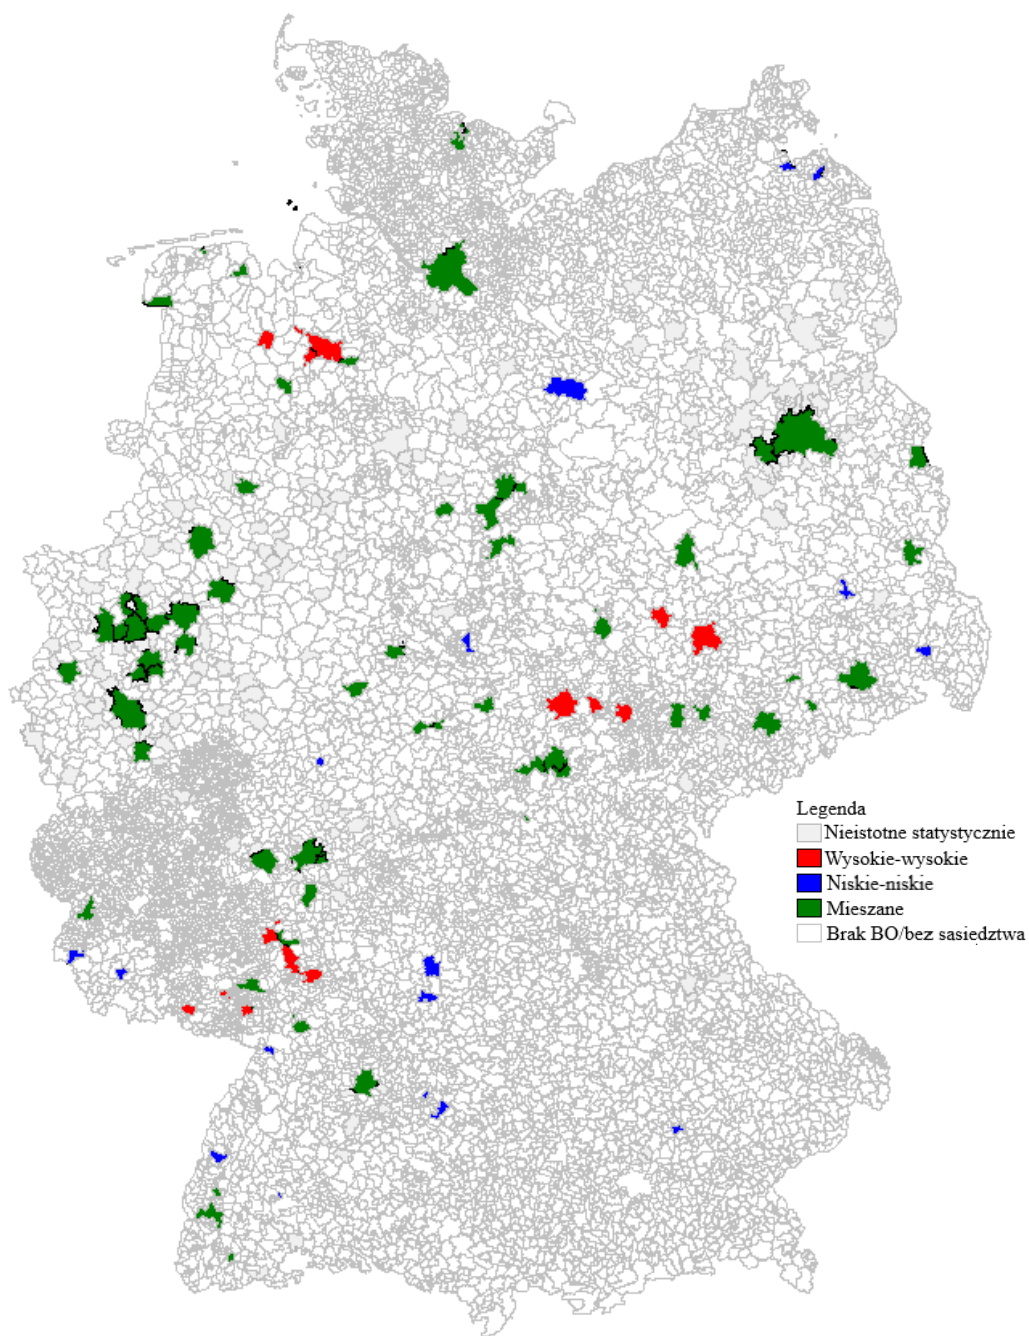 Legenda
Nieistotne statystycznie
Wysokie-wysokie
Niskie-niskie
Mieszane
Brak BO/bez sasiedztwa